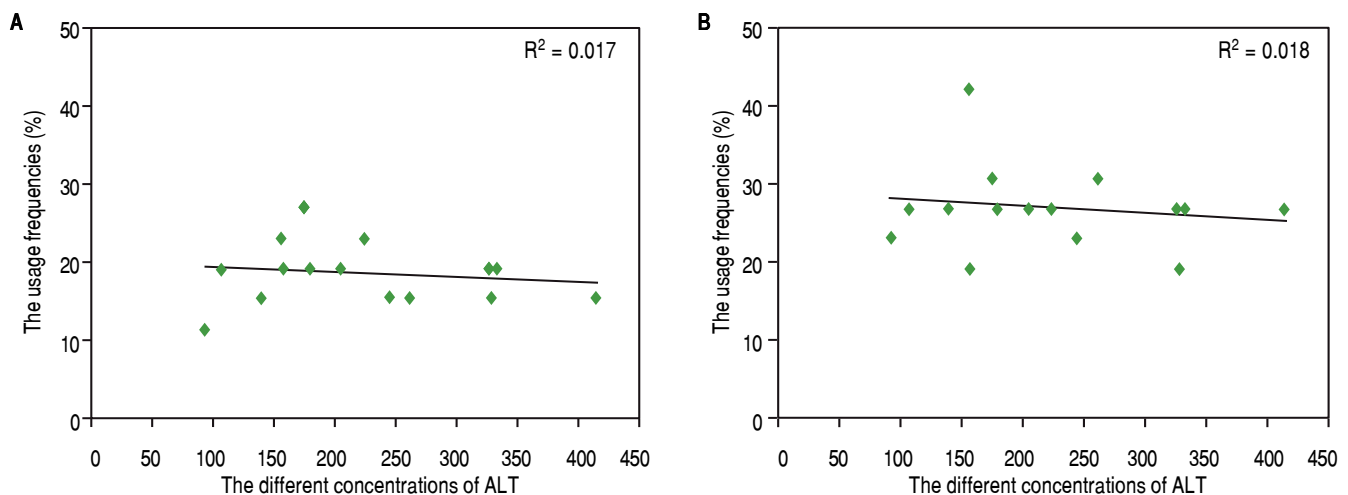 A
R² = 0.017
The usage frequencies (%)
50
40
30
20
10
0
0 50 100 150 200 250 300 350 400 450
The different concentrations of ALT
B
R² = 0.018
The usage frequencies (%)
50
40
30
20
10
0
0 50 100 150 200 250 300 350 400 450
The different concentrations of ALT